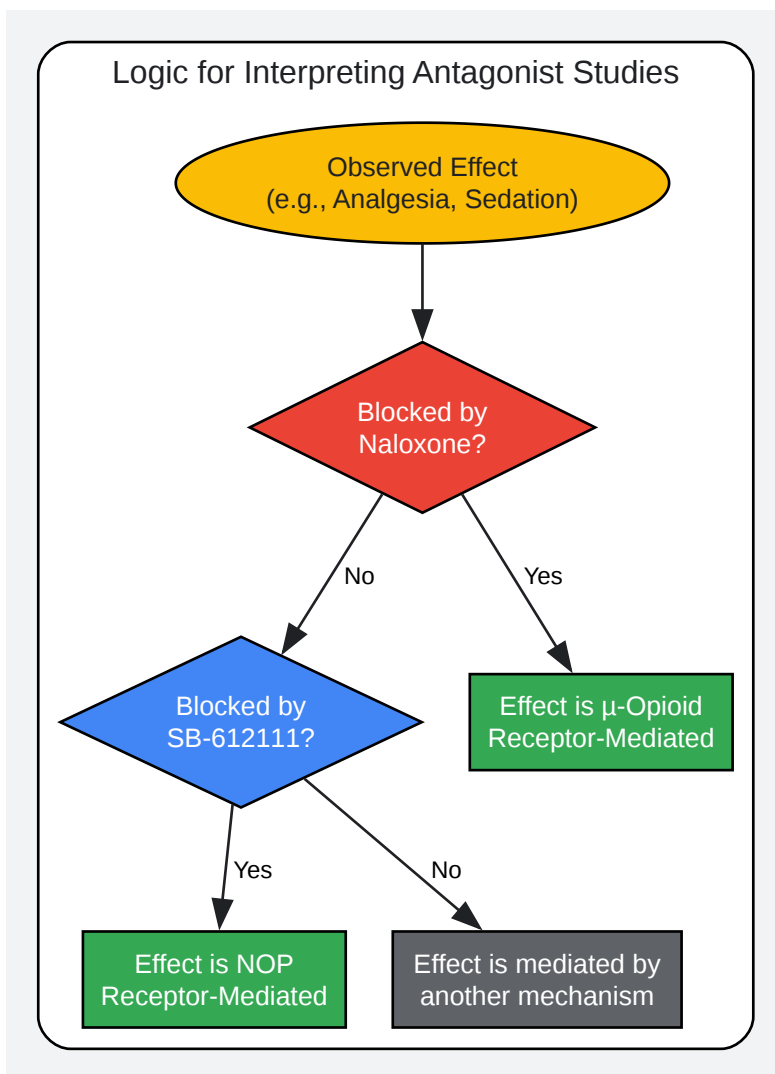 Logic for Interpreting Antagonist Studies
Observed Effect
(e.g., Analgesia, Sedation)
Blocked by
Naloxone?
No
Yes
Blocked by
SB-612111?
Effect is µ-Opioid
Receptor-Mediated
Yes
No
Effect is NOP
Receptor-Mediated
Effect is mediated by
another mechanism